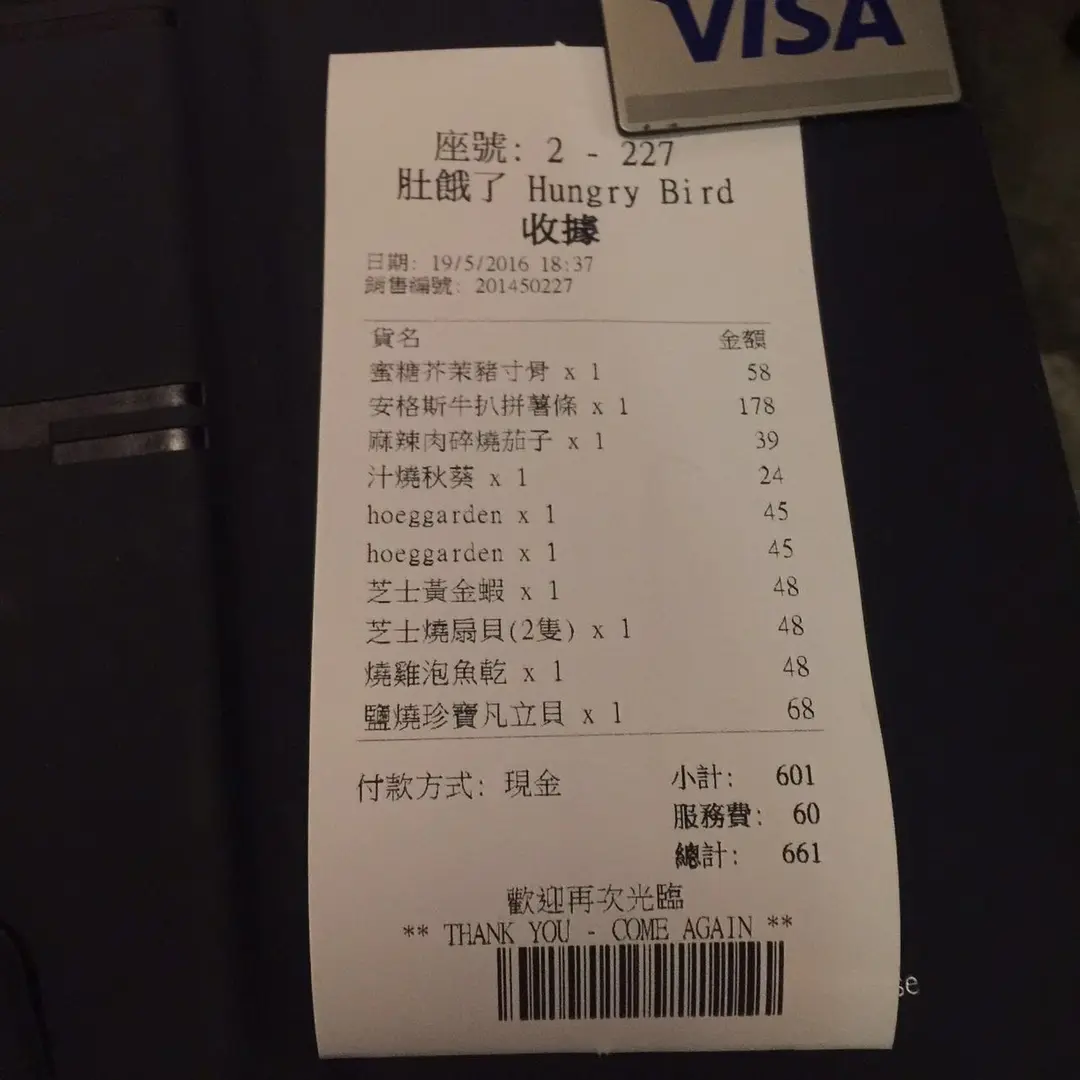 VISA
座號: 2 - 227
肚餓了 Hungry Bird
收據
日期: 19/5/2016 18:37
銷售編號: 201450227
貨名 金額
蜜糖芥茉豬寸骨 x 1 58
安格斯牛扒拼薯條 x 1 178
麻辣肉碎燒茄子 x 1 39
汁燒秋葵 x 1 24
hoeggarden x 1 45
hoeggarden x 1 45
芝士黃金蝦 x 1 48
芝士燒扇貝(2隻) x 1 48
燒雞泡魚乾 x 1 48
鹽燒珍寶凡立貝 x 1 68
付款方式: 現金 小計: 601
服務費: 60
總計: 661
歡迎再次光臨
** THANK YOU - COME AGAIN **
se